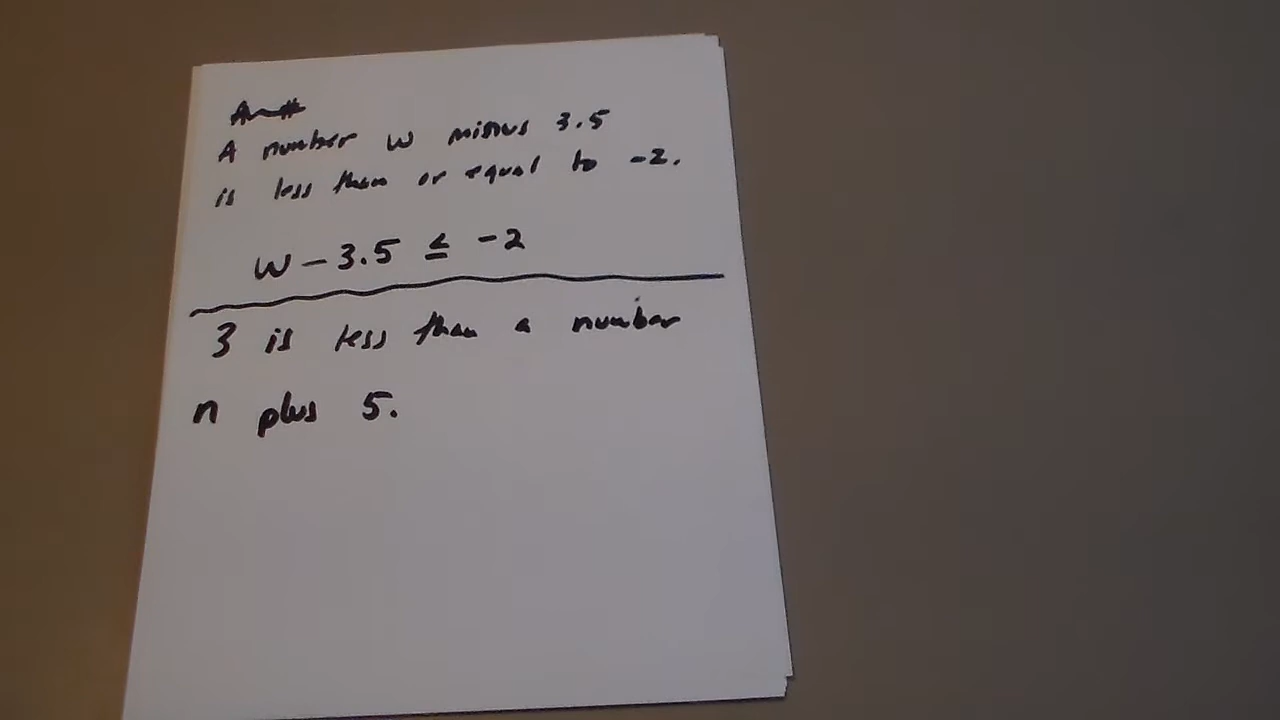 A number w minus 3.5
is less than or equal to -2.
w - 3.5 ≤ -2
3 is less than a number
n plus 5.